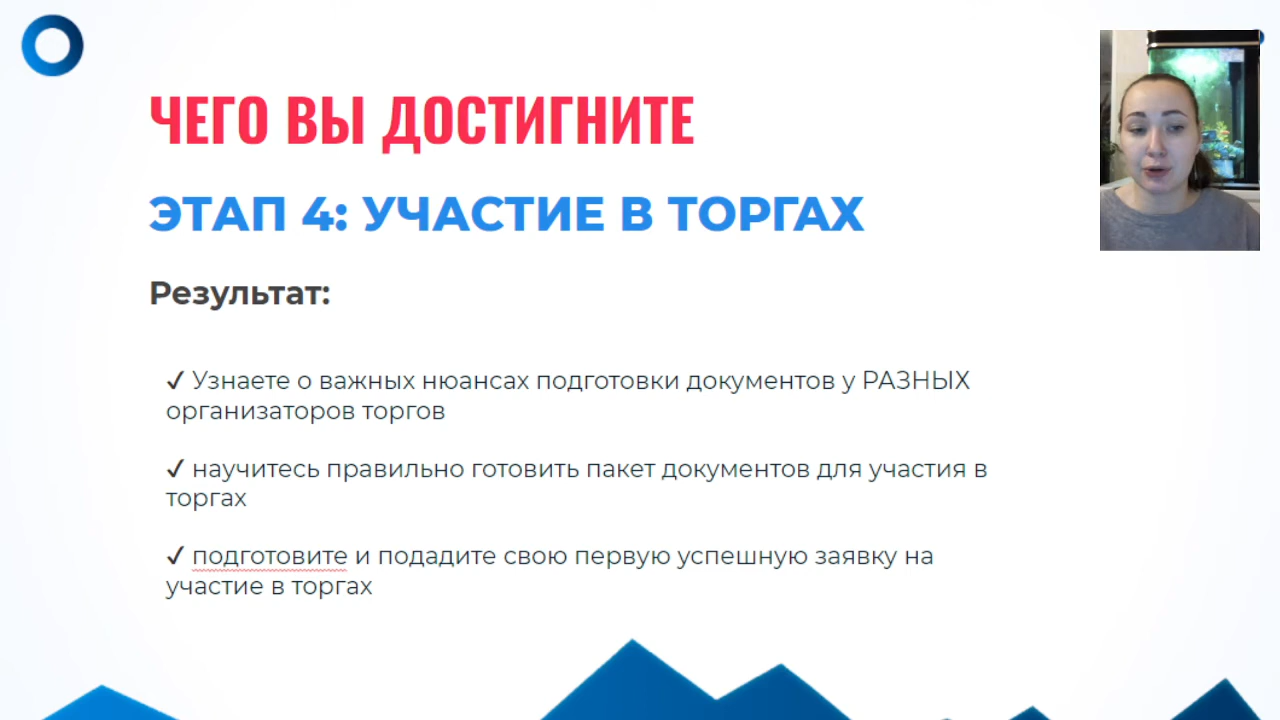 ЧЕГО ВЫ ДОСТИГНИТЕ
ЭТАП 4: УЧАСТИЕ В ТОРГАХ
Результат:
✓ Узнаете о важных нюансах подготовки документов у РАЗНЫХ
организаторов торгов
✓ научитесь правильно готовить пакет документов для участия в
торгах
✓ подготовите и подадите свою первую успешную заявку на
участие в торгах